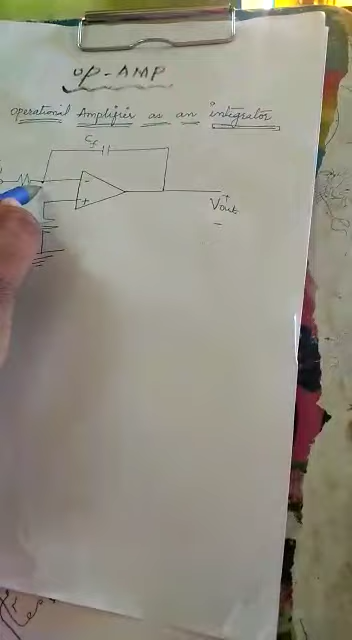 OP-AMP
operational Amplifier as an integrator
Cf
-
+
+
Vout
-